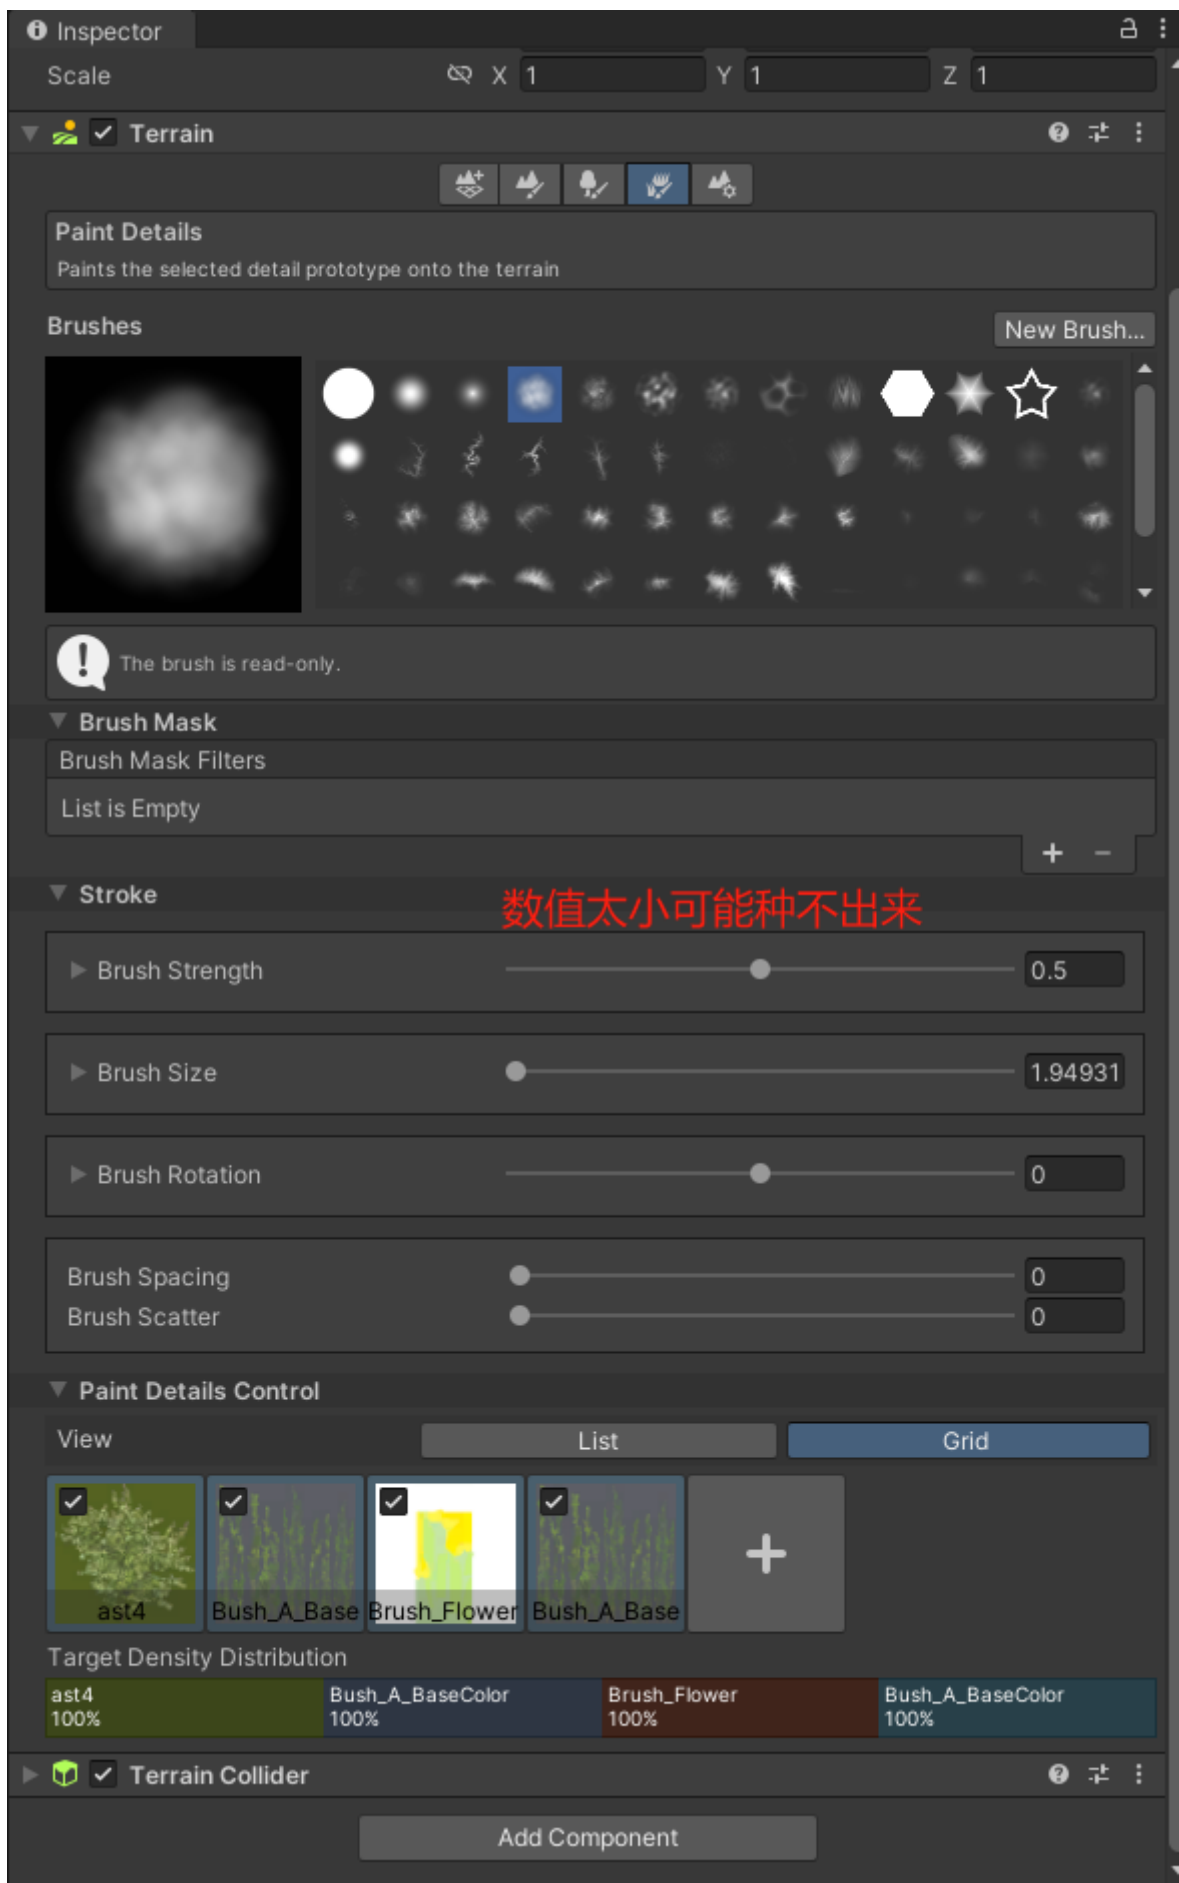 Inspector
Scale X 1 Y 1 Z 1
Terrain
Paint Details
Paints the selected detail prototype onto the terrain
Brushes
New Brush...
The brush is read-only.
Brush Mask
Brush Mask Filters
List is Empty
Stroke
数值太小可能种不出来
Brush Strength 0.5
Brush Size 1.94931
Brush Rotation 0
Brush Spacing 0
Brush Scatter 0
Paint Details Control
View List Grid
ast4 Bush_A_Base Brush_Flower Bush_A_Base
Target Density Distribution
ast4 Bush_A_BaseColor Brush_Flower Bush_A_BaseColor
100% 100% 100% 100%
Terrain Collider
Add Component